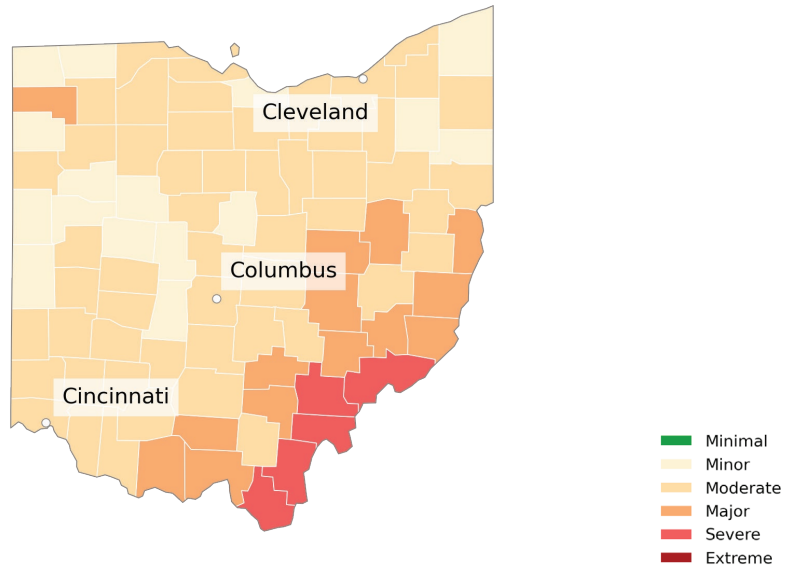 Cleveland
Columbus
Cincinnati
Minimal
Minor
Moderate
Major
Severe
Extreme